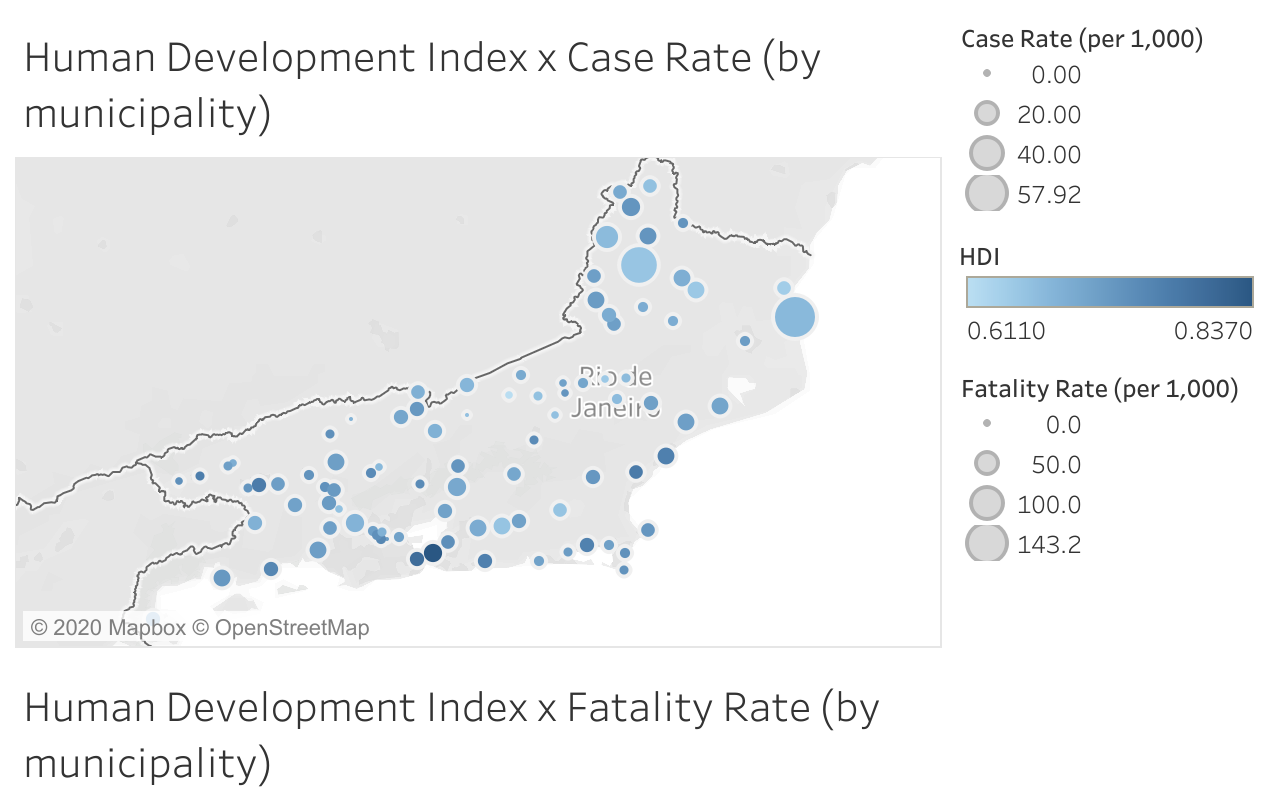 Human Development Index x Case Rate (by
municipality)
Rio de
Janeiro
© 2020 Mapbox © OpenStreetMap
Case Rate (per 1,000)
0.00
20.00
40.00
57.92
HDI
0.6110 0.8370
Fatality Rate (per 1,000)
0.0
50.0
100.0
143.2
Human Development Index x Fatality Rate (by
municipality)